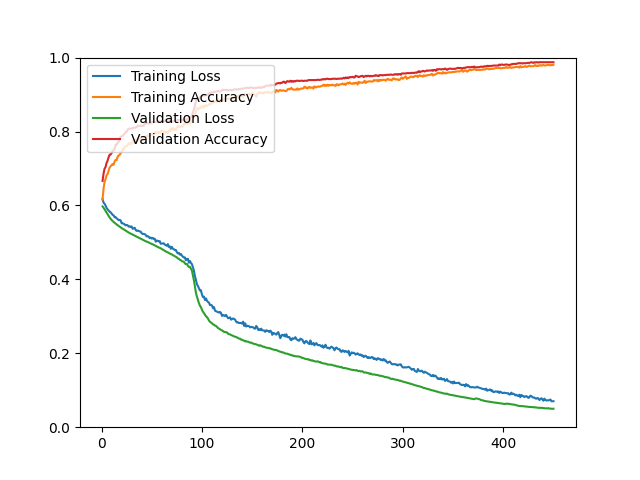 Training Loss
Training Accuracy
Validation Loss
Validation Accuracy
1.0
0.8
0.6
0.4
0.2
0.0
0 100 200 300 400